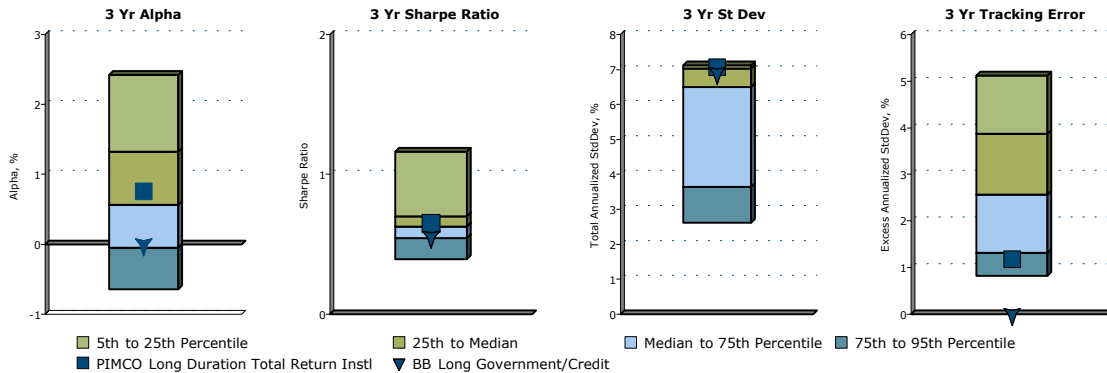 3 Yr Alpha
3%
2
1
0
-1
Alpha, %
3 Yr Sharpe Ratio
2
1
0
Sharpe Ratio
3 Yr St Dev
8
7
6
5
4
3
2
1
0
Total Annualized StdDev, %
3 Yr Tracking Error
6
5
4
3
2
1
0
Excess Annualized StdDev, %
5th to 25th Percentile
25th to Median
Median to 75th Percentile
75th to 95th Percentile
PIMCO Long Duration Total Return Instl
BB Long Government/Credit